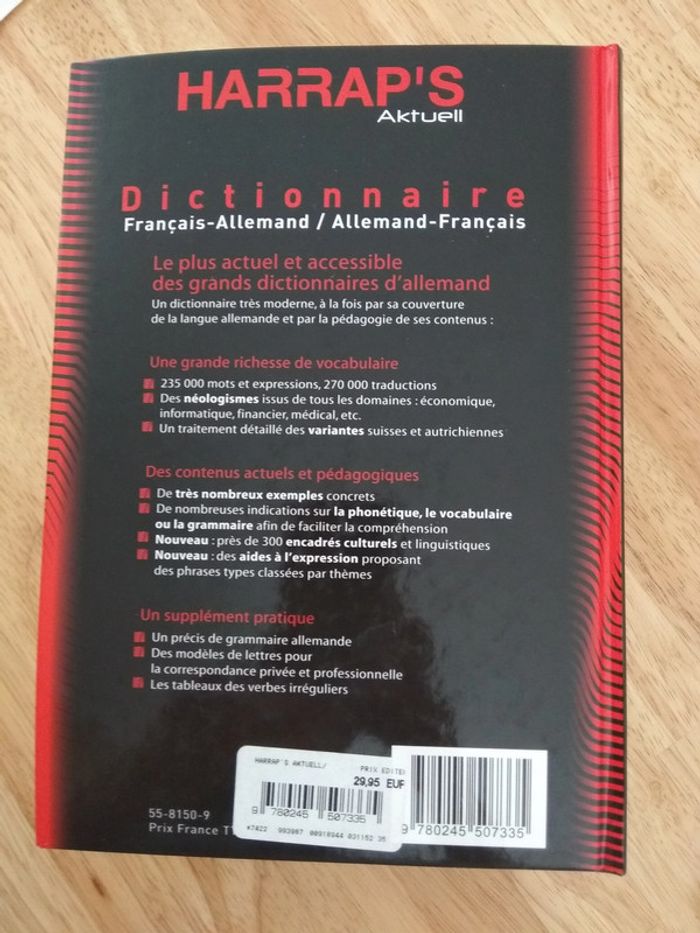 HARRAP'S
Aktuell
Dictionnaire
Français-Allemand / Allemand-Français
Le plus actuel et accessible
des grands dictionnaires d'allemand
Un dictionnaire très moderne, à la fois par sa couverture
de la langue allemande et par la pédagogie de ses contenus :
Une grande richesse de vocabulaire
235 000 mots et expressions, 270 000 traductions
Des néologismes issus de tous les domaines : économique,
informatique, financier, médical, etc.
Un traitement détaillé des variantes suisses et autrichiennes
Des contenus actuels et pédagogiques
De très nombreux exemples concrets
De nombreuses indications sur la phonétique, le vocabulaire
ou la grammaire afin de faciliter la compréhension
Nouveau : près de 300 encadrés culturels et linguistiques
Nouveau : des aides à l'expression proposant
des phrases types classées par thèmes
Un supplément pratique
Un précis de grammaire allemande
Des modèles de lettres pour
la correspondance privée et professionnelle
Les tableaux des verbes irréguliers
HARRAP'S AKTUELL/ PRIX EDITEU
29,95 EUR
9 780245 507335
#7422 993987 00918944 031152 35
55-8150-9
Prix France T
9 780245 507335